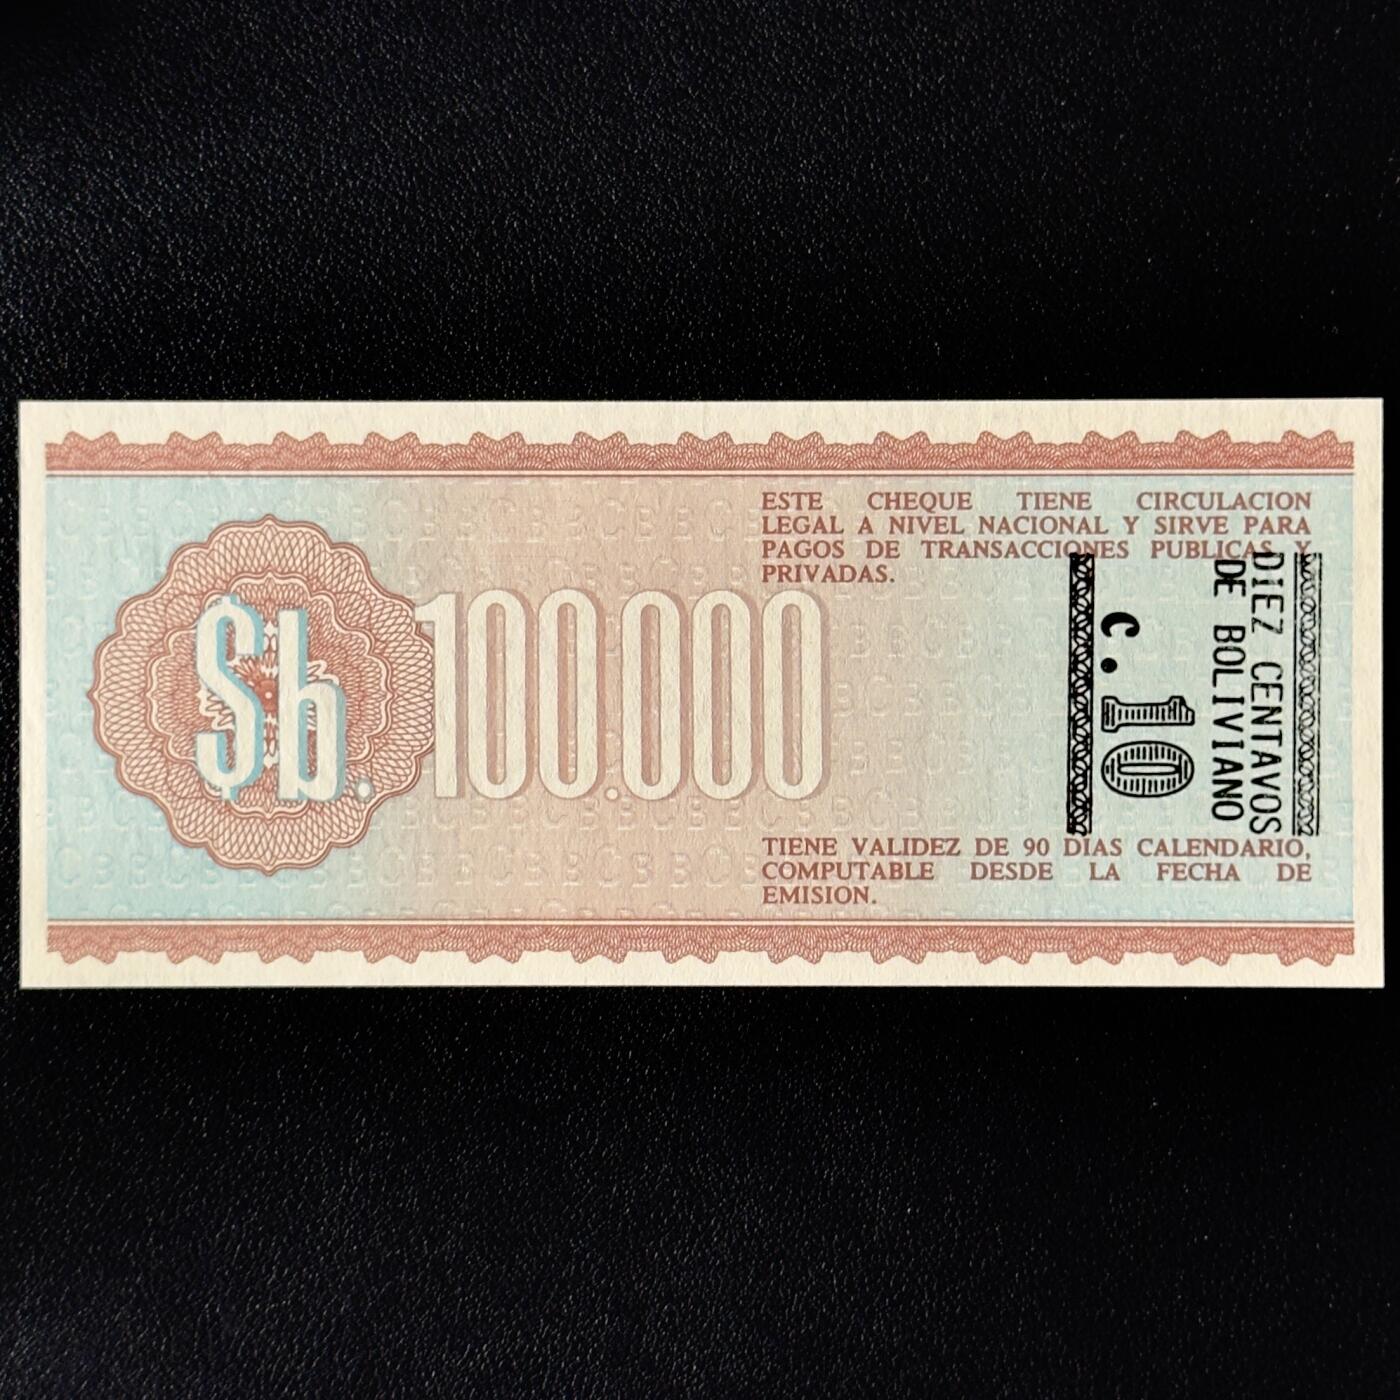 ESTE CHEQUE TIENE CIRCULACION
LEGAL A NIVEL NACIONAL Y SIRVE PARA
PAGOS DE TRANSACCIONES PUBLICAS Y
PRIVADAS.
$b. 100.000
DIEZ CENTAVOS
DE BOLIVIANO
C. 10
TIENE VALIDEZ DE 90 DIAS CALENDARIO,
COMPUTABLE DESDE LA FECHA DE
EMISION.